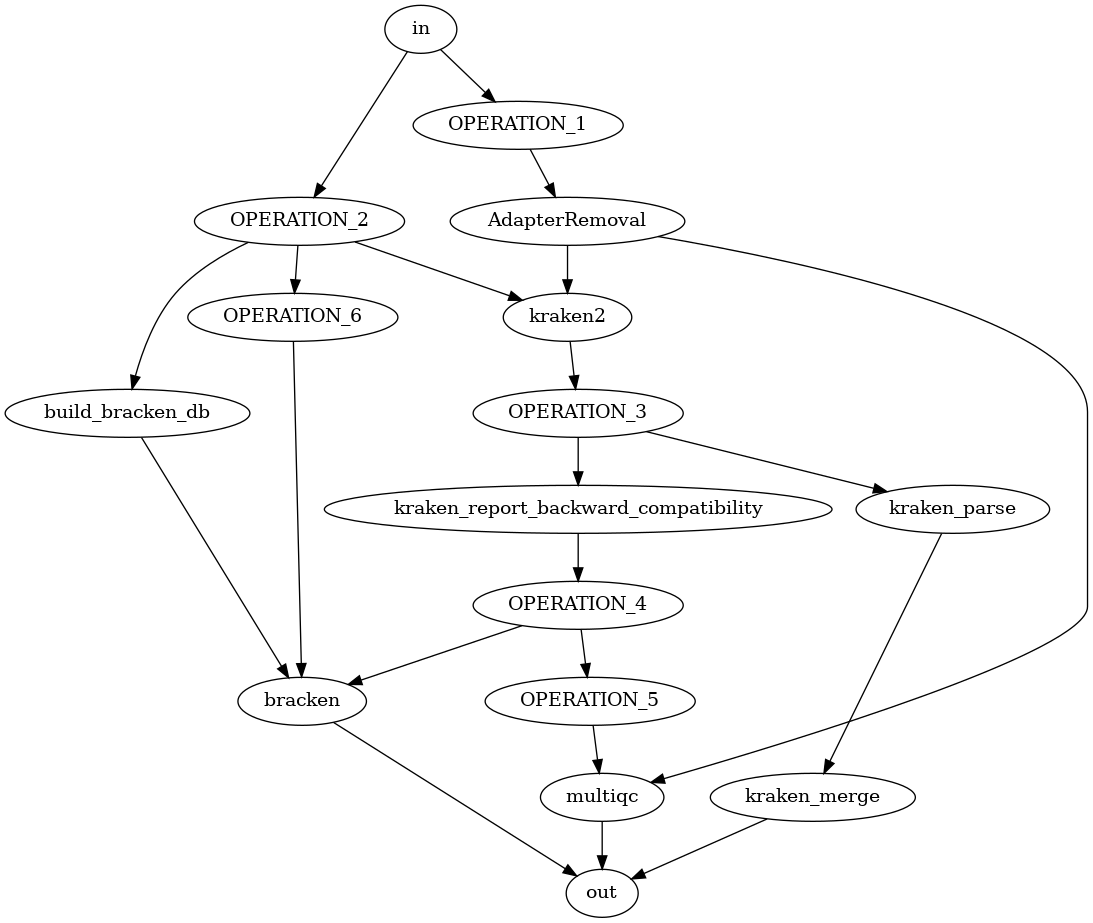 in
OPERATION_1
OPERATION_2
AdapterRemoval
OPERATION_6
kraken2
build_bracken_db
OPERATION_3
kraken_report_backward_compatibility
kraken_parse
OPERATION_4
bracken
OPERATION_5
multiqc
kraken_merge
out